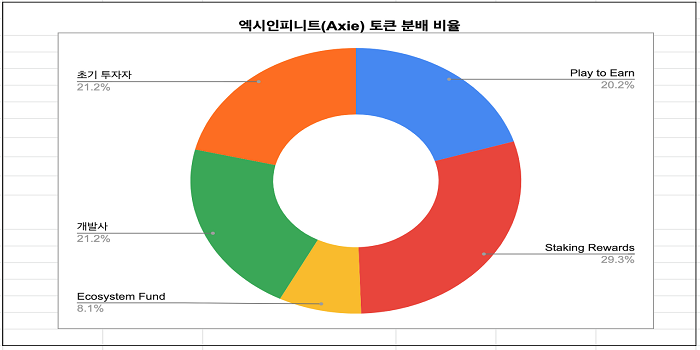 엑시인피니트(Axie) 토큰 분배 비율
초기 투자자
21.2%
Play to Earn
20.2%
개발사
21.2%
Staking Rewards
29.3%
Ecosystem Fund
8.1%